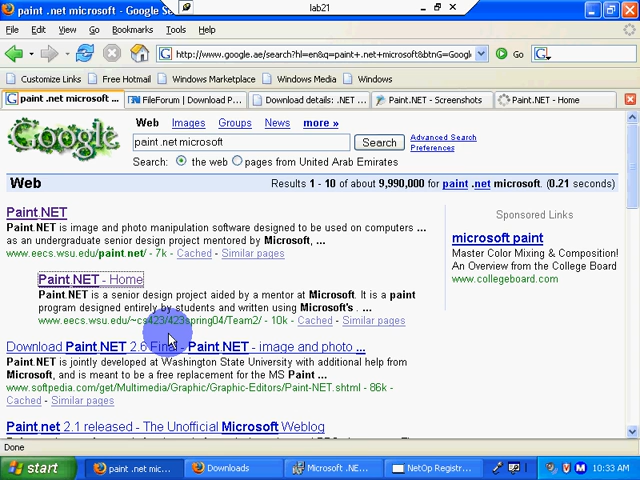 paint .net microsoft - Google Se
lab21
File Edit View Go Bookmarks Tools Help
http://www.google.ae/search?hl=en&q=paint+.net+microsoft&btnG=Googl
Go
Customize Links Free Hotmail Windows Marketplace Windows Media Windows
paint .net microsoft ... FileForum | Download P... Download details: .NET ... Paint.NET - Screenshots Paint.NET - Home
Google
Web Images Groups News more »
paint .net microsoft Search Advanced Search
Preferences
Search: the web pages from United Arab Emirates
Web Results 1 - 10 of about 9,990,000 for paint .net microsoft. (0.21 seconds)
Paint.NET
Paint.NET is image and photo manipulation software designed to be used on computers ...
as an undergraduate senior design project mentored by Microsoft, ...
www.eecs.wsu.edu/paint.net/ - 7k - Cached - Similar pages
Paint.NET - Home
Paint.NET is a senior design project aided by a mentor at Microsoft. It is a paint
program designed entirely by students and written using Microsoft's . ...
www.eecs.wsu.edu/~cs423/423spring04/Team2/ - 10k - Cached - Similar pages
Download Paint.NET 2.6 Final - Paint.NET - image and photo ...
Paint.NET is jointly developed at Washington State University with additional help from
Microsoft, and is meant to be a free replacement for the MS Paint ...
www.softpedia.com/get/Multimedia/Graphic/Graphic-Editors/Paint-NET.shtml - 86k -
Cached - Similar pages
Paint.net 2.1 released - The Unofficial Microsoft Weblog
Sponsored Links
microsoft paint
Master Color Mixing & Composition!
An Overview from the College Board
www.collegeboard.com
Done
start paint .net mic... Downloads Microsoft .NE... NetOp Registr... 10:33 AM